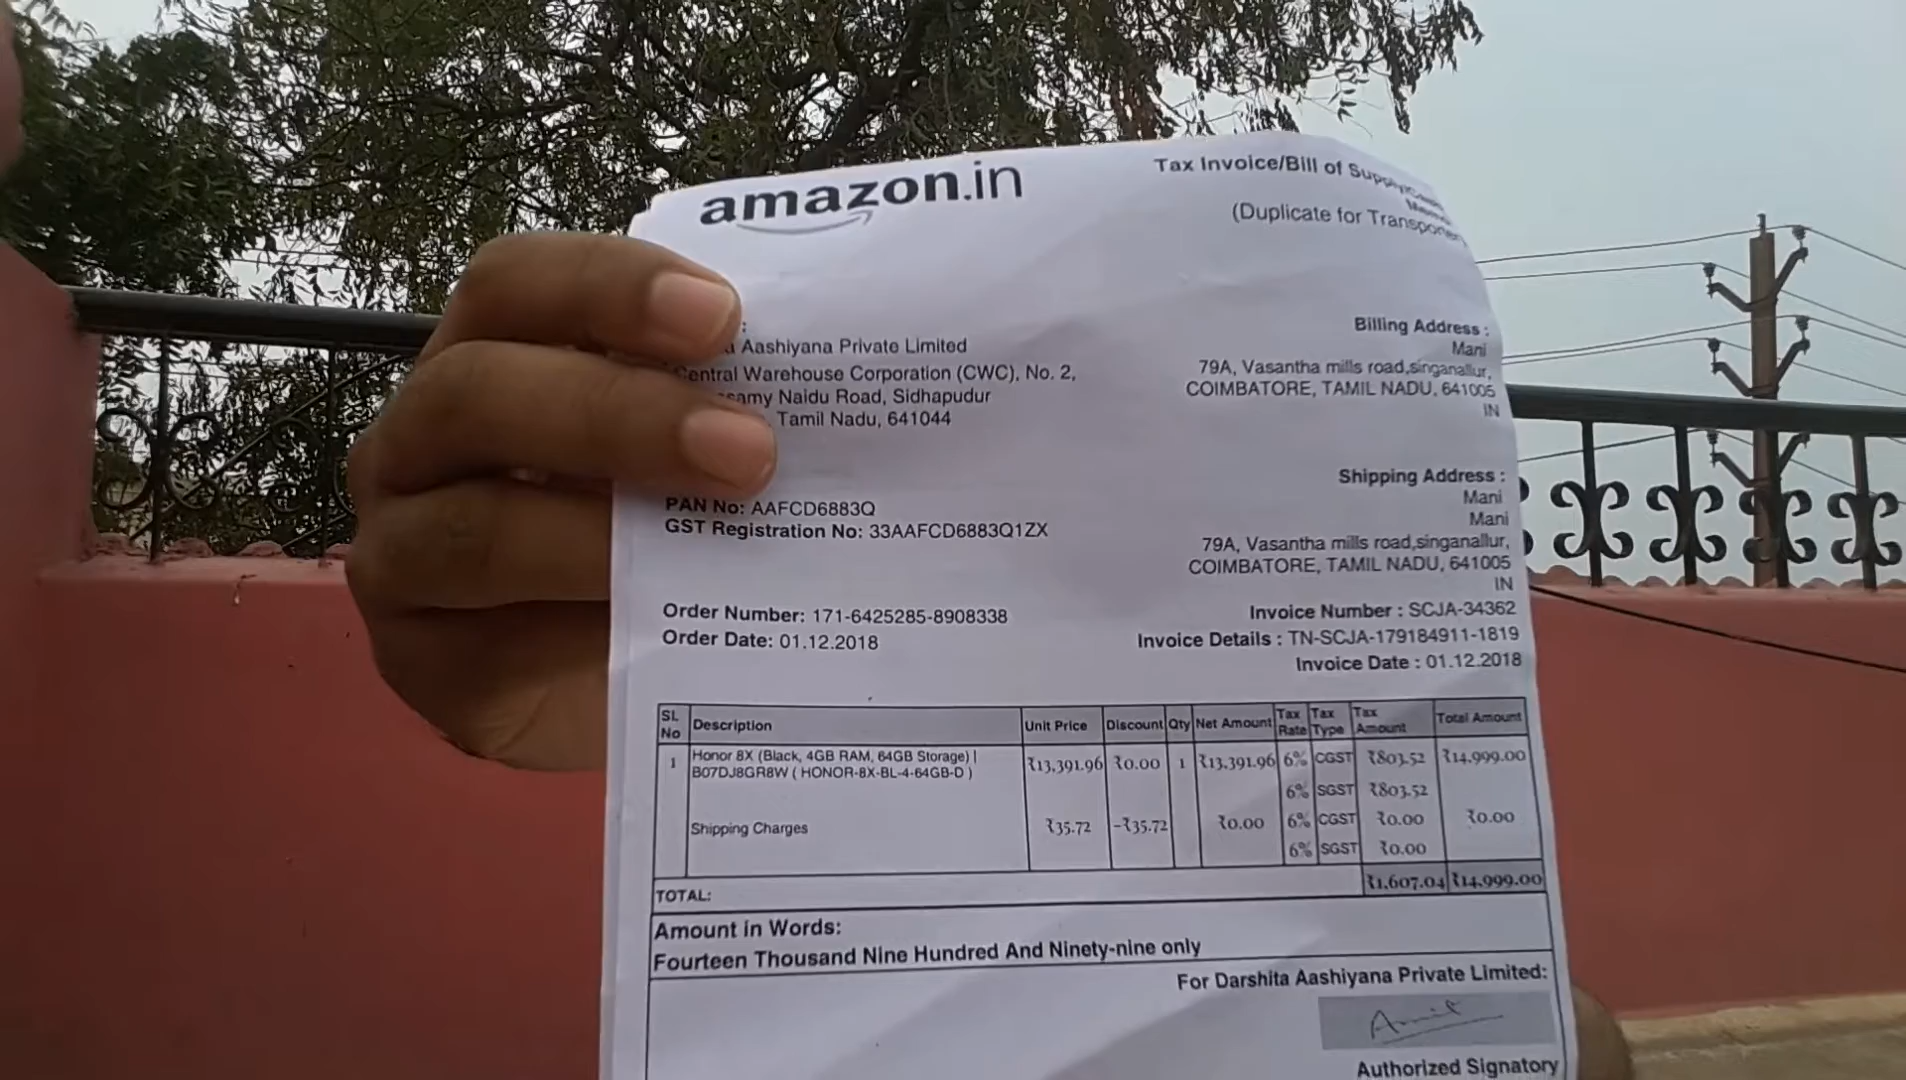 amazon.in
Tax Invoice/Bill of
(Duplicate for Transporter
:
Aashiyana Private Limited
Central Warehouse Corporation (CWC), No. 2,
Naidu Road, Sidhapudur
Tamil Nadu, 641044
Billing Address :
Mani
79A, Vasantha mills road,singanallur,
COIMBATORE, TAMIL NADU, 641005
IN
PAN No: AAFCD6883Q
GST Registration No: 33AAFCD6883Q1ZX
Shipping Address :
Mani
Mani
79A, Vasantha mills road,singanallur,
COIMBATORE, TAMIL NADU, 641005
IN
Order Number: 171-6425285-8908338
Order Date: 01.12.2018
Invoice Number : SCJA-34362
Invoice Details : TN-SCJA-179184911-1819
Invoice Date : 01.12.2018
SL No Description Unit Price Discount Qty Net Amount Tax Rate Tax Type Tax Amount Total Amount
1 Honor 8X (Black, 4GB RAM, 64GB Storage) | ₹13,391.96 ₹0.00 1 ₹13,391.96 6% CGST ₹803.52 ₹14,999.00
B07DJ8GR8W ( HONOR-8X-BL-4-64GB-D )
6% SGST ₹803.52
Shipping Charges ₹35.72 -₹35.72 ₹0.00 6% CGST ₹0.00 ₹0.00
6% SGST ₹0.00
TOTAL: ₹1,607.04 ₹14,999.00
Amount in Words:
Fourteen Thousand Nine Hundred And Ninety-nine only
For Darshita Aashiyana Private Limited:
Amit
Authorized Signatory